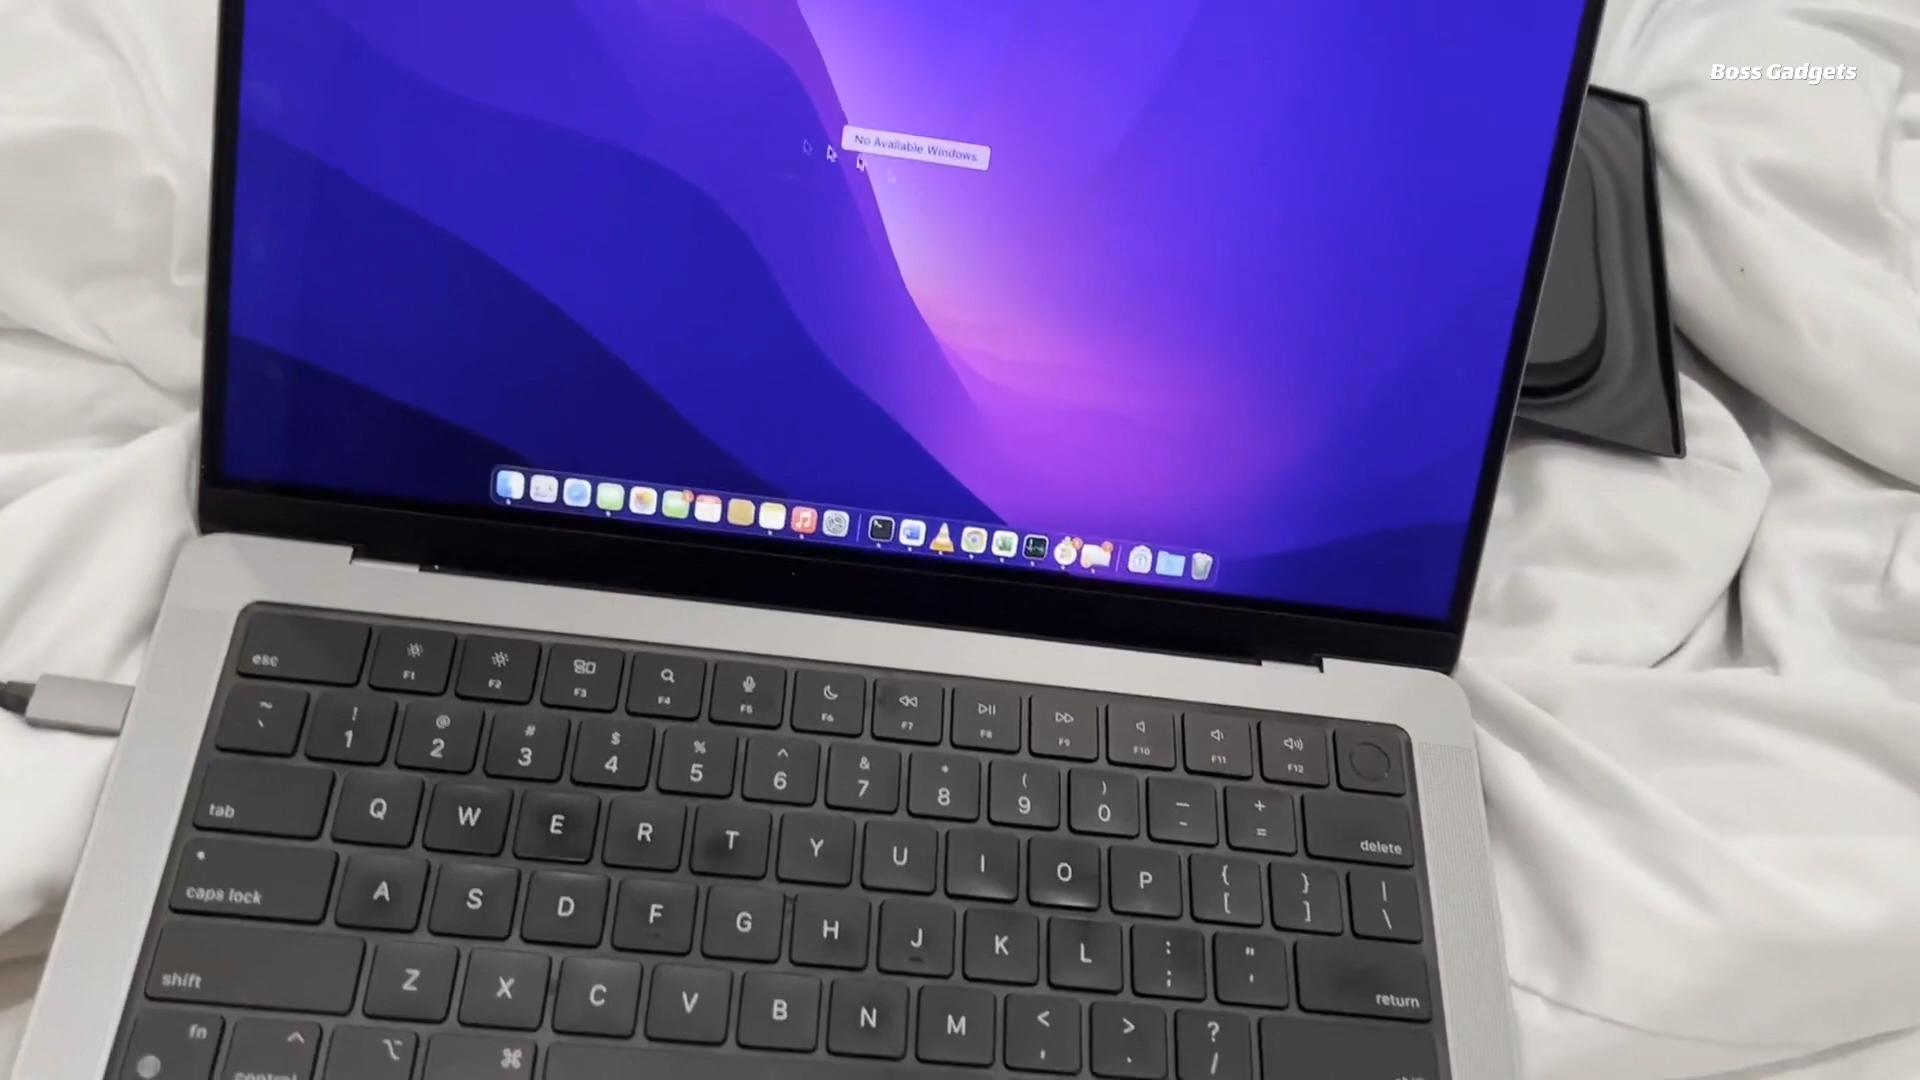 Boss Gadgets
No Available Windows
esc F1 F2 F3 F4 F5 F6 F7 F8 F9 F10 F11 F12
~ ! @ # $ % ^ & * ( ) — +
` 1 2 3 4 5 6 7 8 9 0 - =
delete
tab Q W E R T Y U I O P { }  |
[ ] \
caps lock A S D F G H J K L : "
; '
return
shift Z X C V B N M < > ?
, . /
fn ^ ⌥ ⌘
control